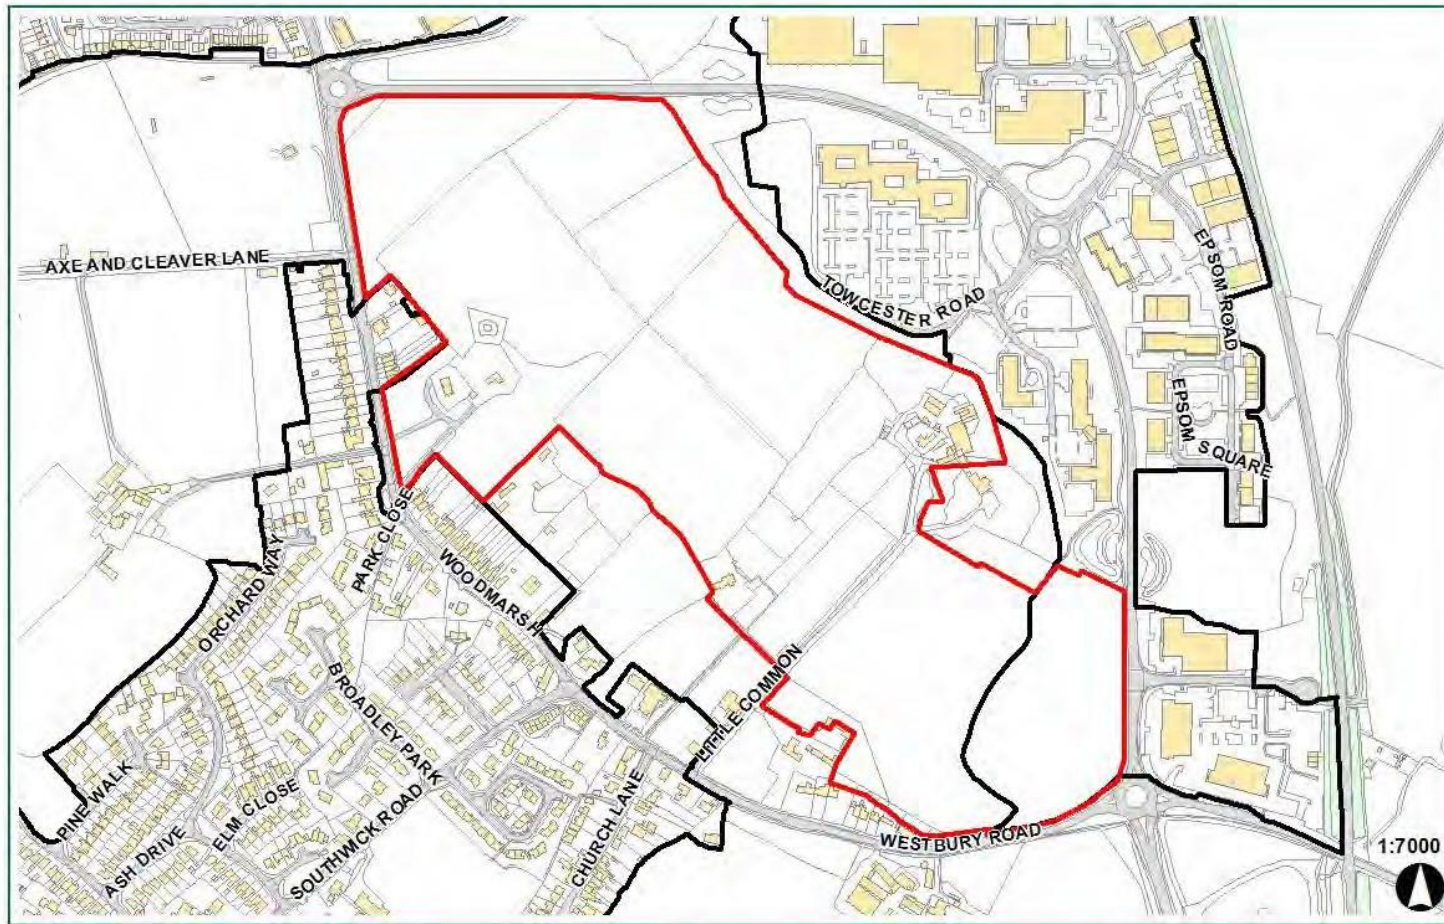 AXE AND CLEAVER LANE
TOWCESTER ROAD
EPSOM ROAD
EPSOM SQUARE
ORCHARD WAY
PARK CLOSE
WOODMARSH
BROADLEY PARK
LITTLE COMMON
PINE WALK
ASH DRIVE
ELM CLOSE
SOUTHWICK ROAD
CHURCH LANE
WESTBURY ROAD
1:7000